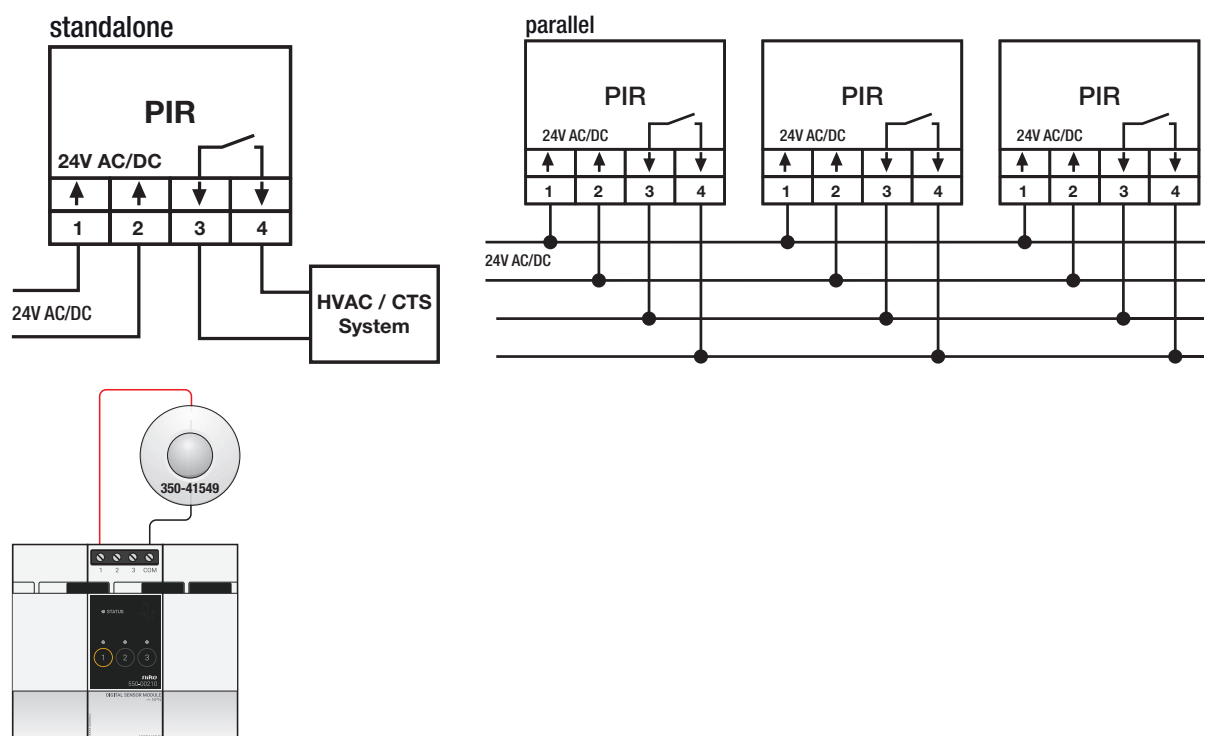 standalone
PIR
24V AC/DC
1 2 3 4
24V AC/DC
HVAC / CTS
System
parallel
PIR
24V AC/DC
1 2 3 4
PIR
24V AC/DC
1 2 3 4
PIR
24V AC/DC
1 2 3 4
24V AC/DC
350-41549
1 2 3 COM
STATUS
1 2 3
niko
550-00210
DIGITAL SENSOR MODULE